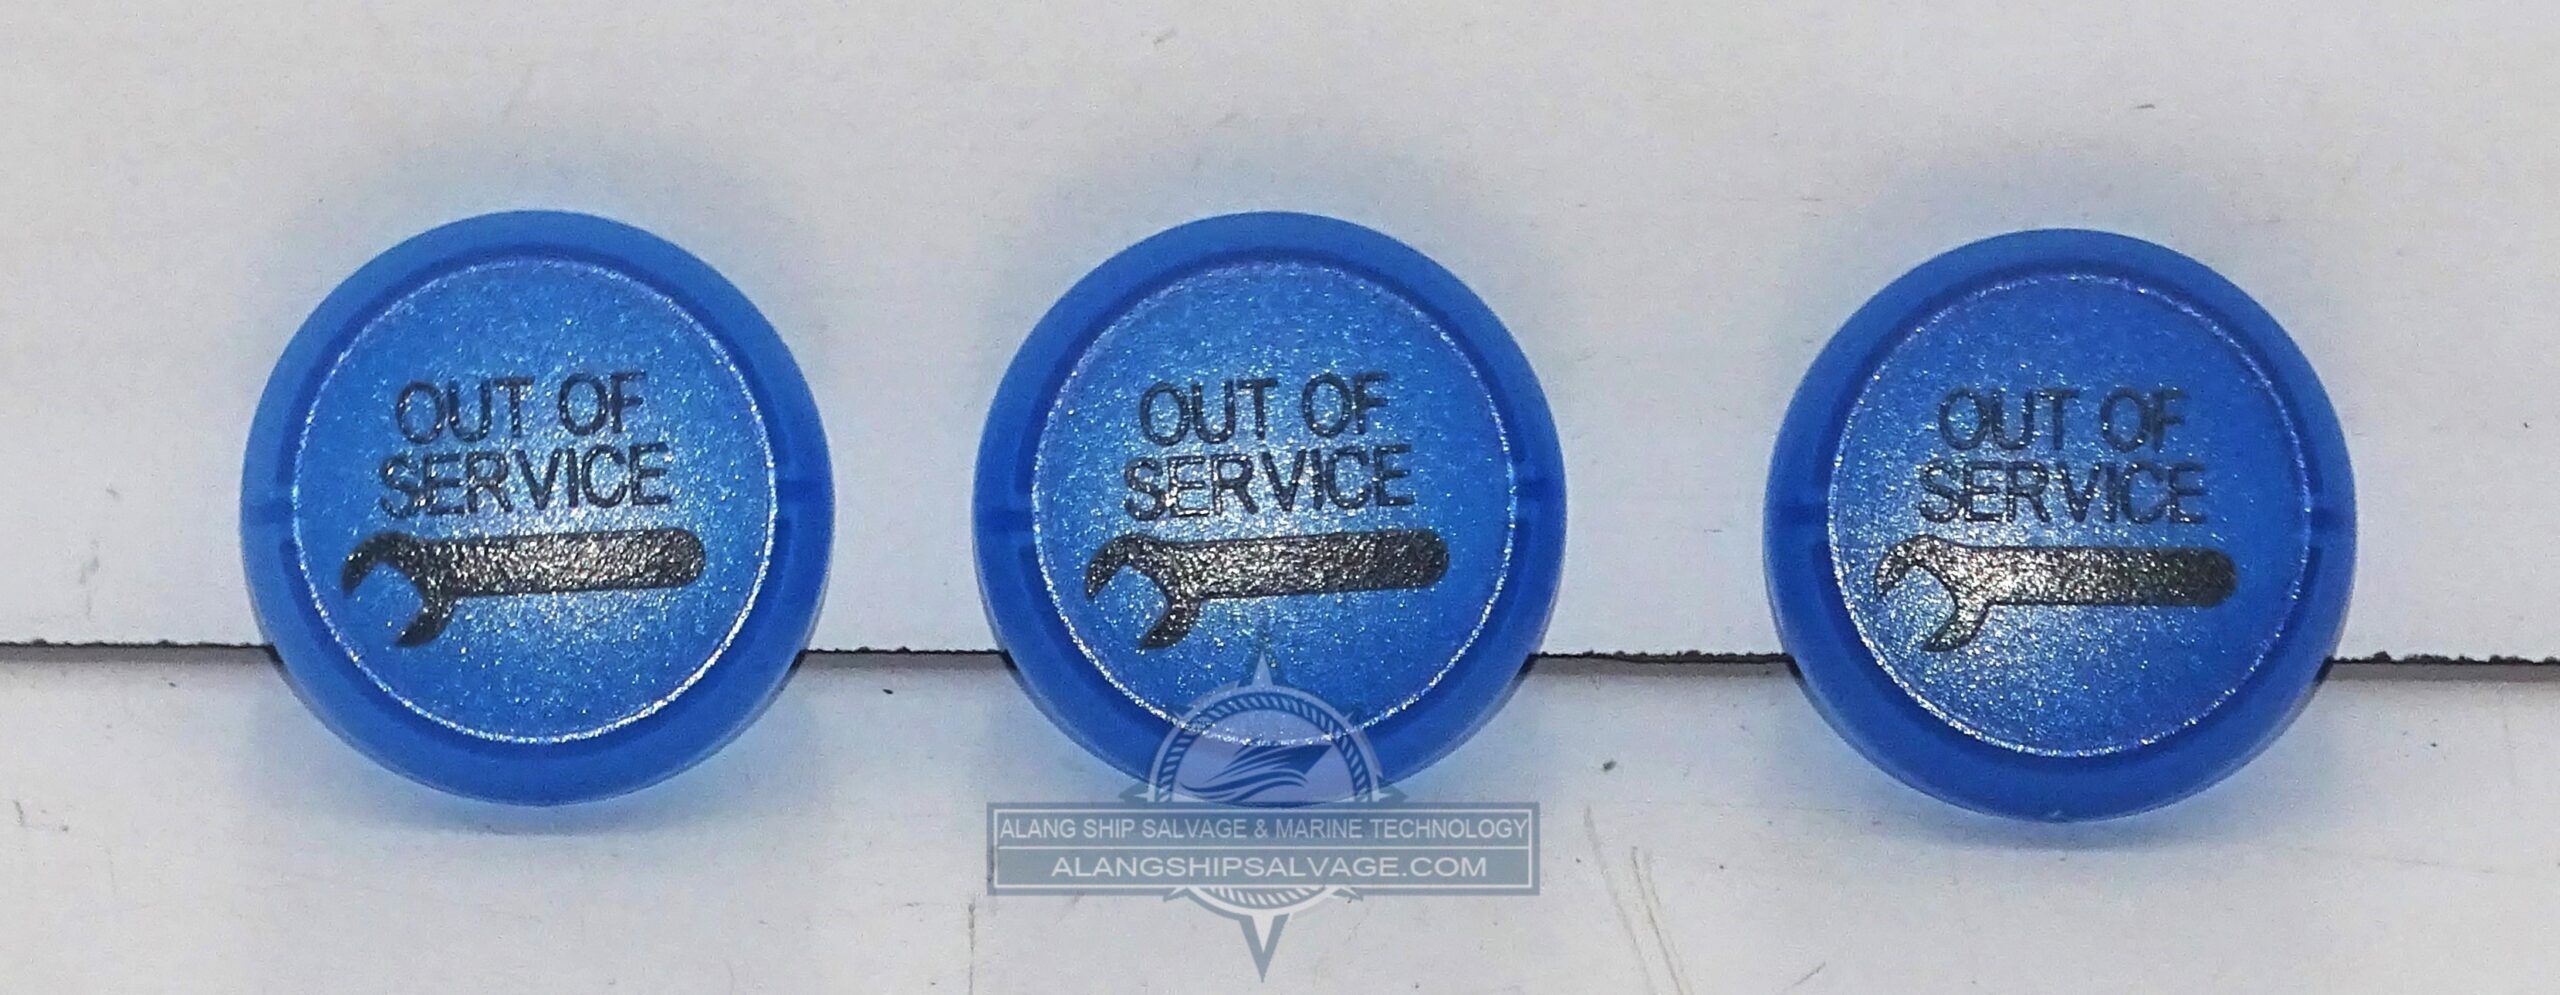 OUT OF
SERVICE
OUT OF
SERVICE
OUT OF
SERVICE
ALANG SHIP SALVAGE & MARINE TECHNOLOGY
ALANGSHIPSALVAGE.COM